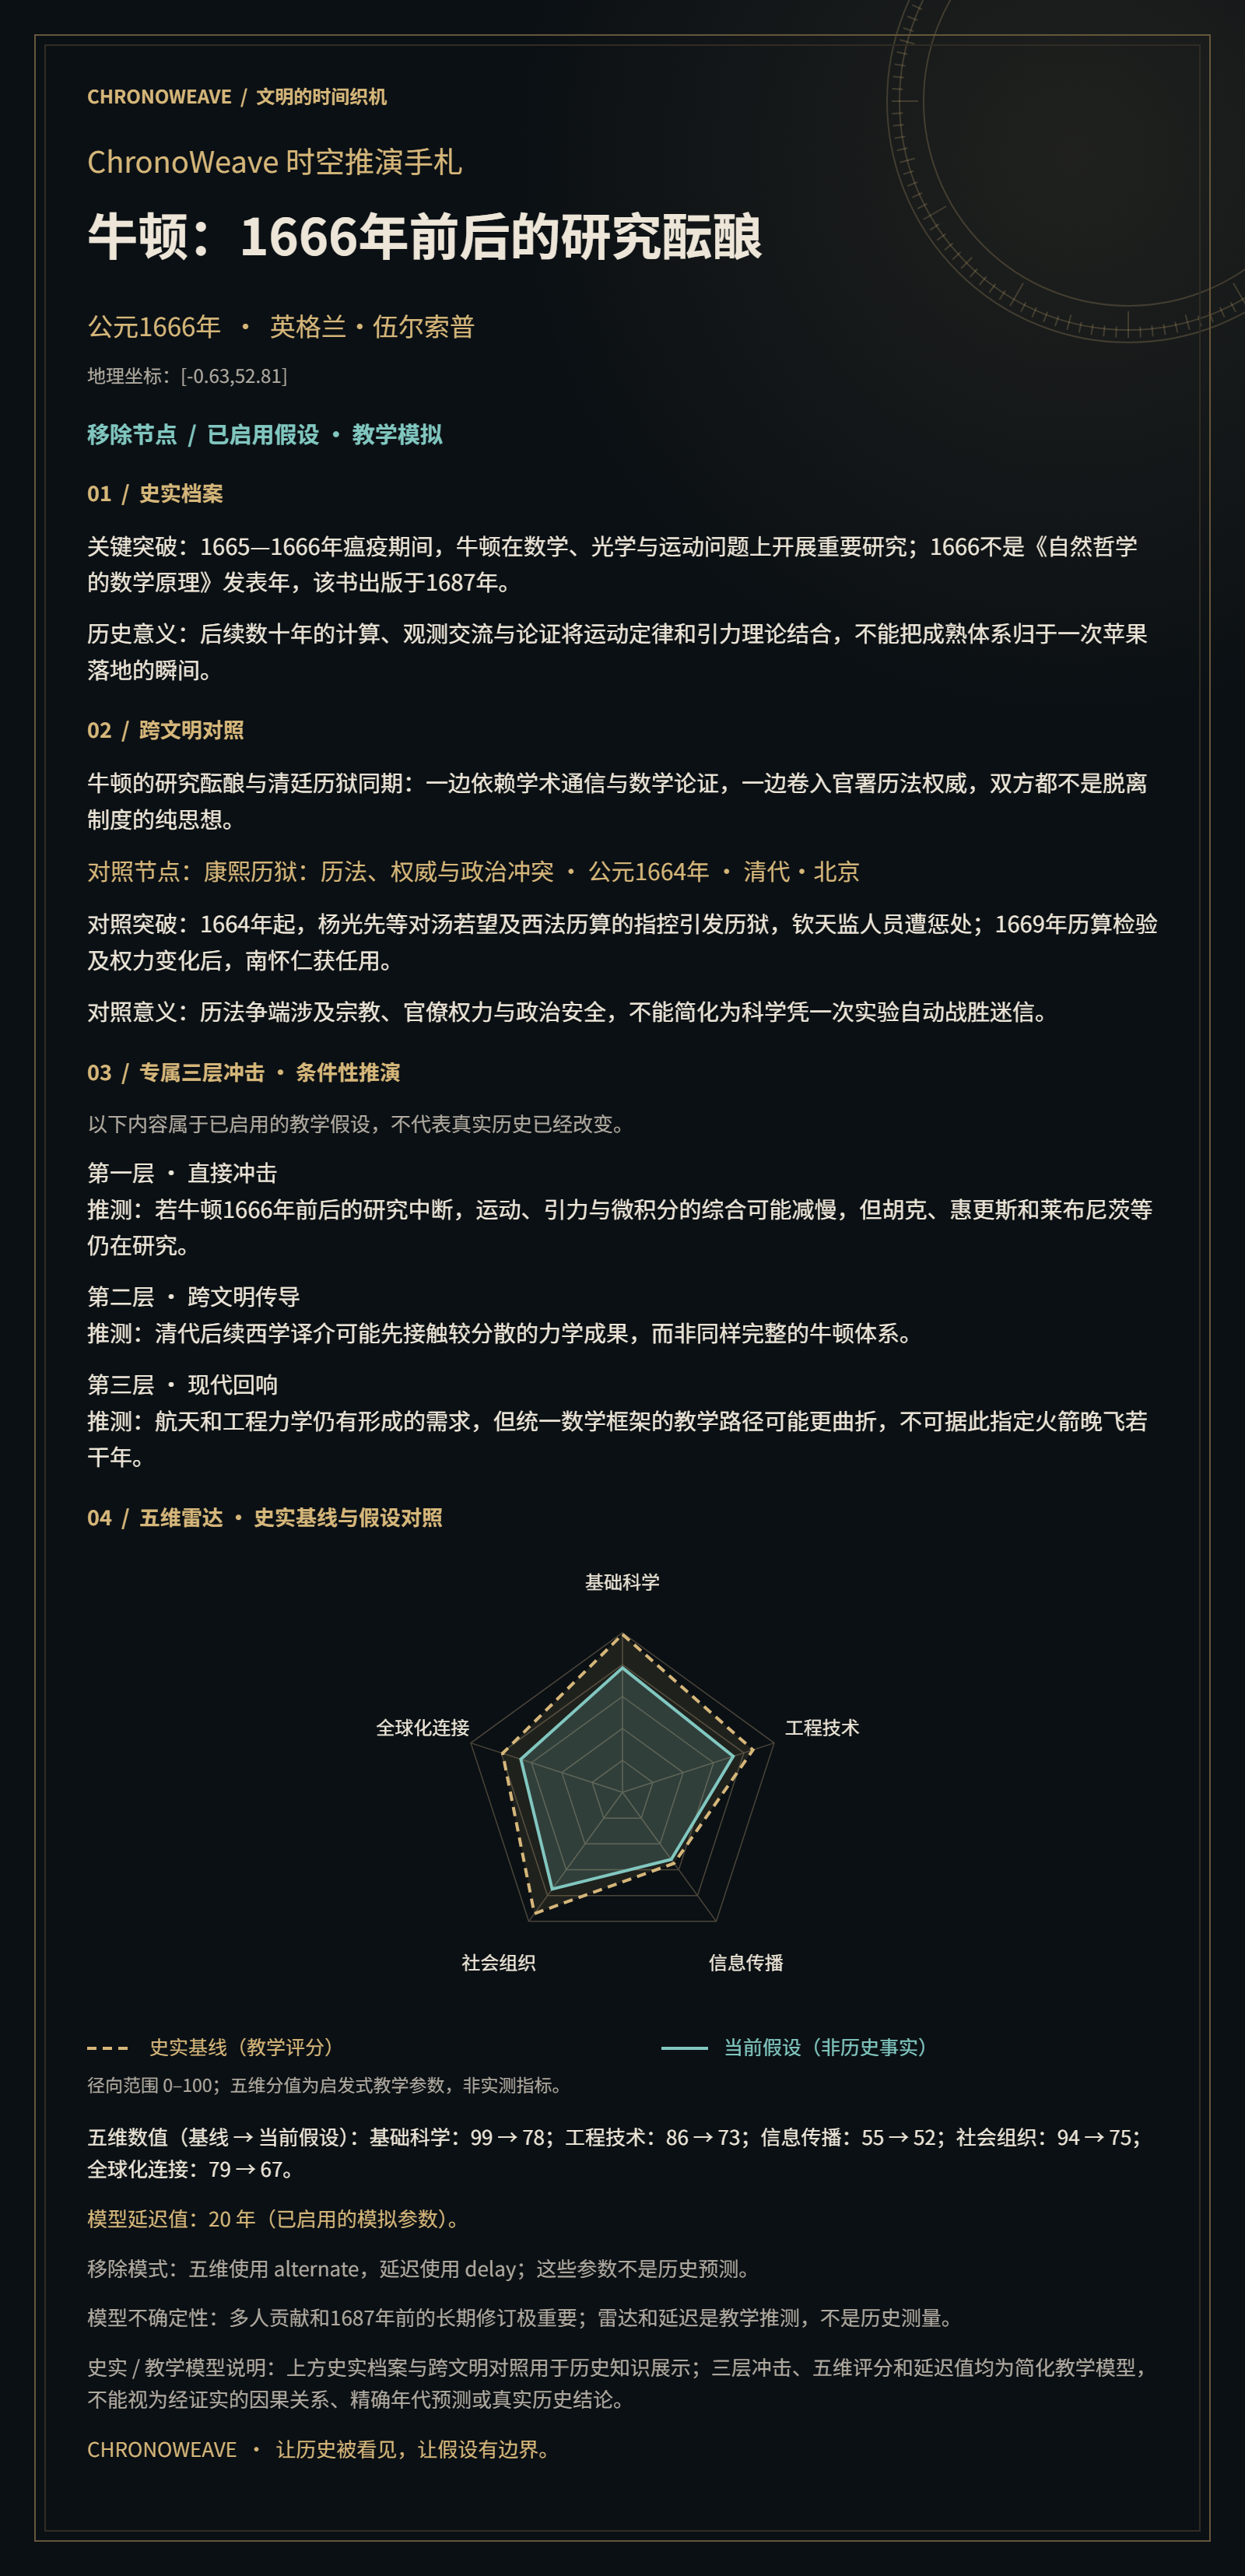 CHRONOWEAVE / 文明的时间织机
ChronoWeave 时空推演手札
牛顿：1666年前后的研究酝酿
公元1666年 · 英格兰·伍尔索普
地理坐标：[-0.63,52.81]
移除节点 / 已启用假设 · 教学模拟
01 / 史实档案
关键突破：1665—1666年瘟疫期间，牛顿在数学、光学与运动问题上开展重要研究；1666不是《自然哲学
的数学原理》发表年，该书出版于1687年。
历史意义：后续数十年的计算、观测交流与论证将运动定律和引力理论结合，不能把成熟体系归于一次苹果
落地的瞬间。
02 / 跨文明对照
牛顿的研究酝酿与清廷历狱同期：一边依赖学术通信与数学论证，一边卷入官署历法权威，双方都不是脱离
制度的纯思想。
对照节点：康熙历狱：历法、权威与政治冲突 · 公元1664年 · 清代·北京
对照突破：1664年起，杨光先等对汤若望及西法历算的指控引发历狱，钦天监人员遭惩处；1669年历算检验
及权力变化后，南怀仁获任用。
对照意义：历法争端涉及宗教、官僚权力与政治安全，不能简化为科学凭一次实验自动战胜迷信。
03 / 专属三层冲击 · 条件性推演
以下内容属于已启用的教学假设，不代表真实历史已经改变。
第一层 · 直接冲击
推测：若牛顿1666年前后的研究中断，运动、引力与微积分的综合可能减慢，但胡克、惠更斯和莱布尼茨等
仍在研究。
第二层 · 跨文明传导
推测：清代后续西学译介可能先接触较分散的力学成果，而非同样完整的牛顿体系。
第三层 · 现代回响
推测：航天和工程力学仍有形成的需求，但统一数学框架的教学路径可能更曲折，不可据此指定火箭晚飞若
干年。
04 / 五维雷达 · 史实基线与假设对照
基础科学
全球化连接
工程技术
社会组织
信息传播
史实基线（教学评分）
当前假设（非历史事实）
径向范围 0–100；五维分值为启发式教学参数，非实测指标。
五维数值（基线 → 当前假设）：基础科学：99 → 78；工程技术：86 → 73；信息传播：55 → 52；社会组织：94 → 75；
全球化连接：79 → 67。
模型延迟值：20 年（已启用的模拟参数）。
移除模式：五维使用 alternate，延迟使用 delay；这些参数不是历史预测。
模型不确定性：多人贡献和1687年前的长期修订极重要；雷达和延迟是教学推测，不是历史测量。
史实 / 教学模型说明：上方史实档案与跨文明对照用于历史知识展示；三层冲击、五维评分和延迟值均为简化教学模型，
不能视为经证实的因果关系、精确年代预测或真实历史结论。
CHRONOWEAVE · 让历史被看见，让假设有边界。